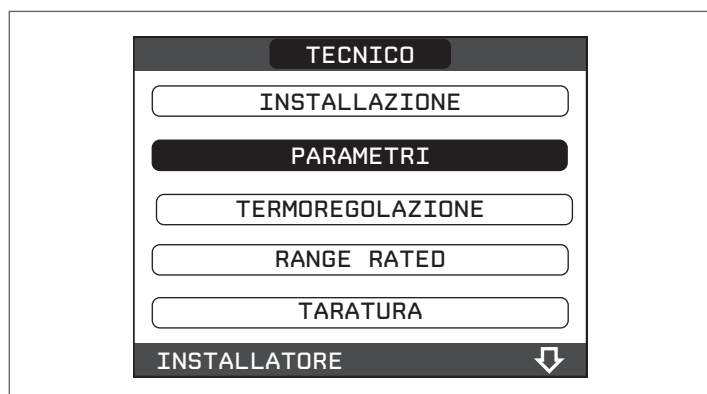 TECNICO
INSTALLAZIONE
PARAMETRI
TERMOREGOLAZIONE
RANGE RATED
TARATURA
INSTALLATORE